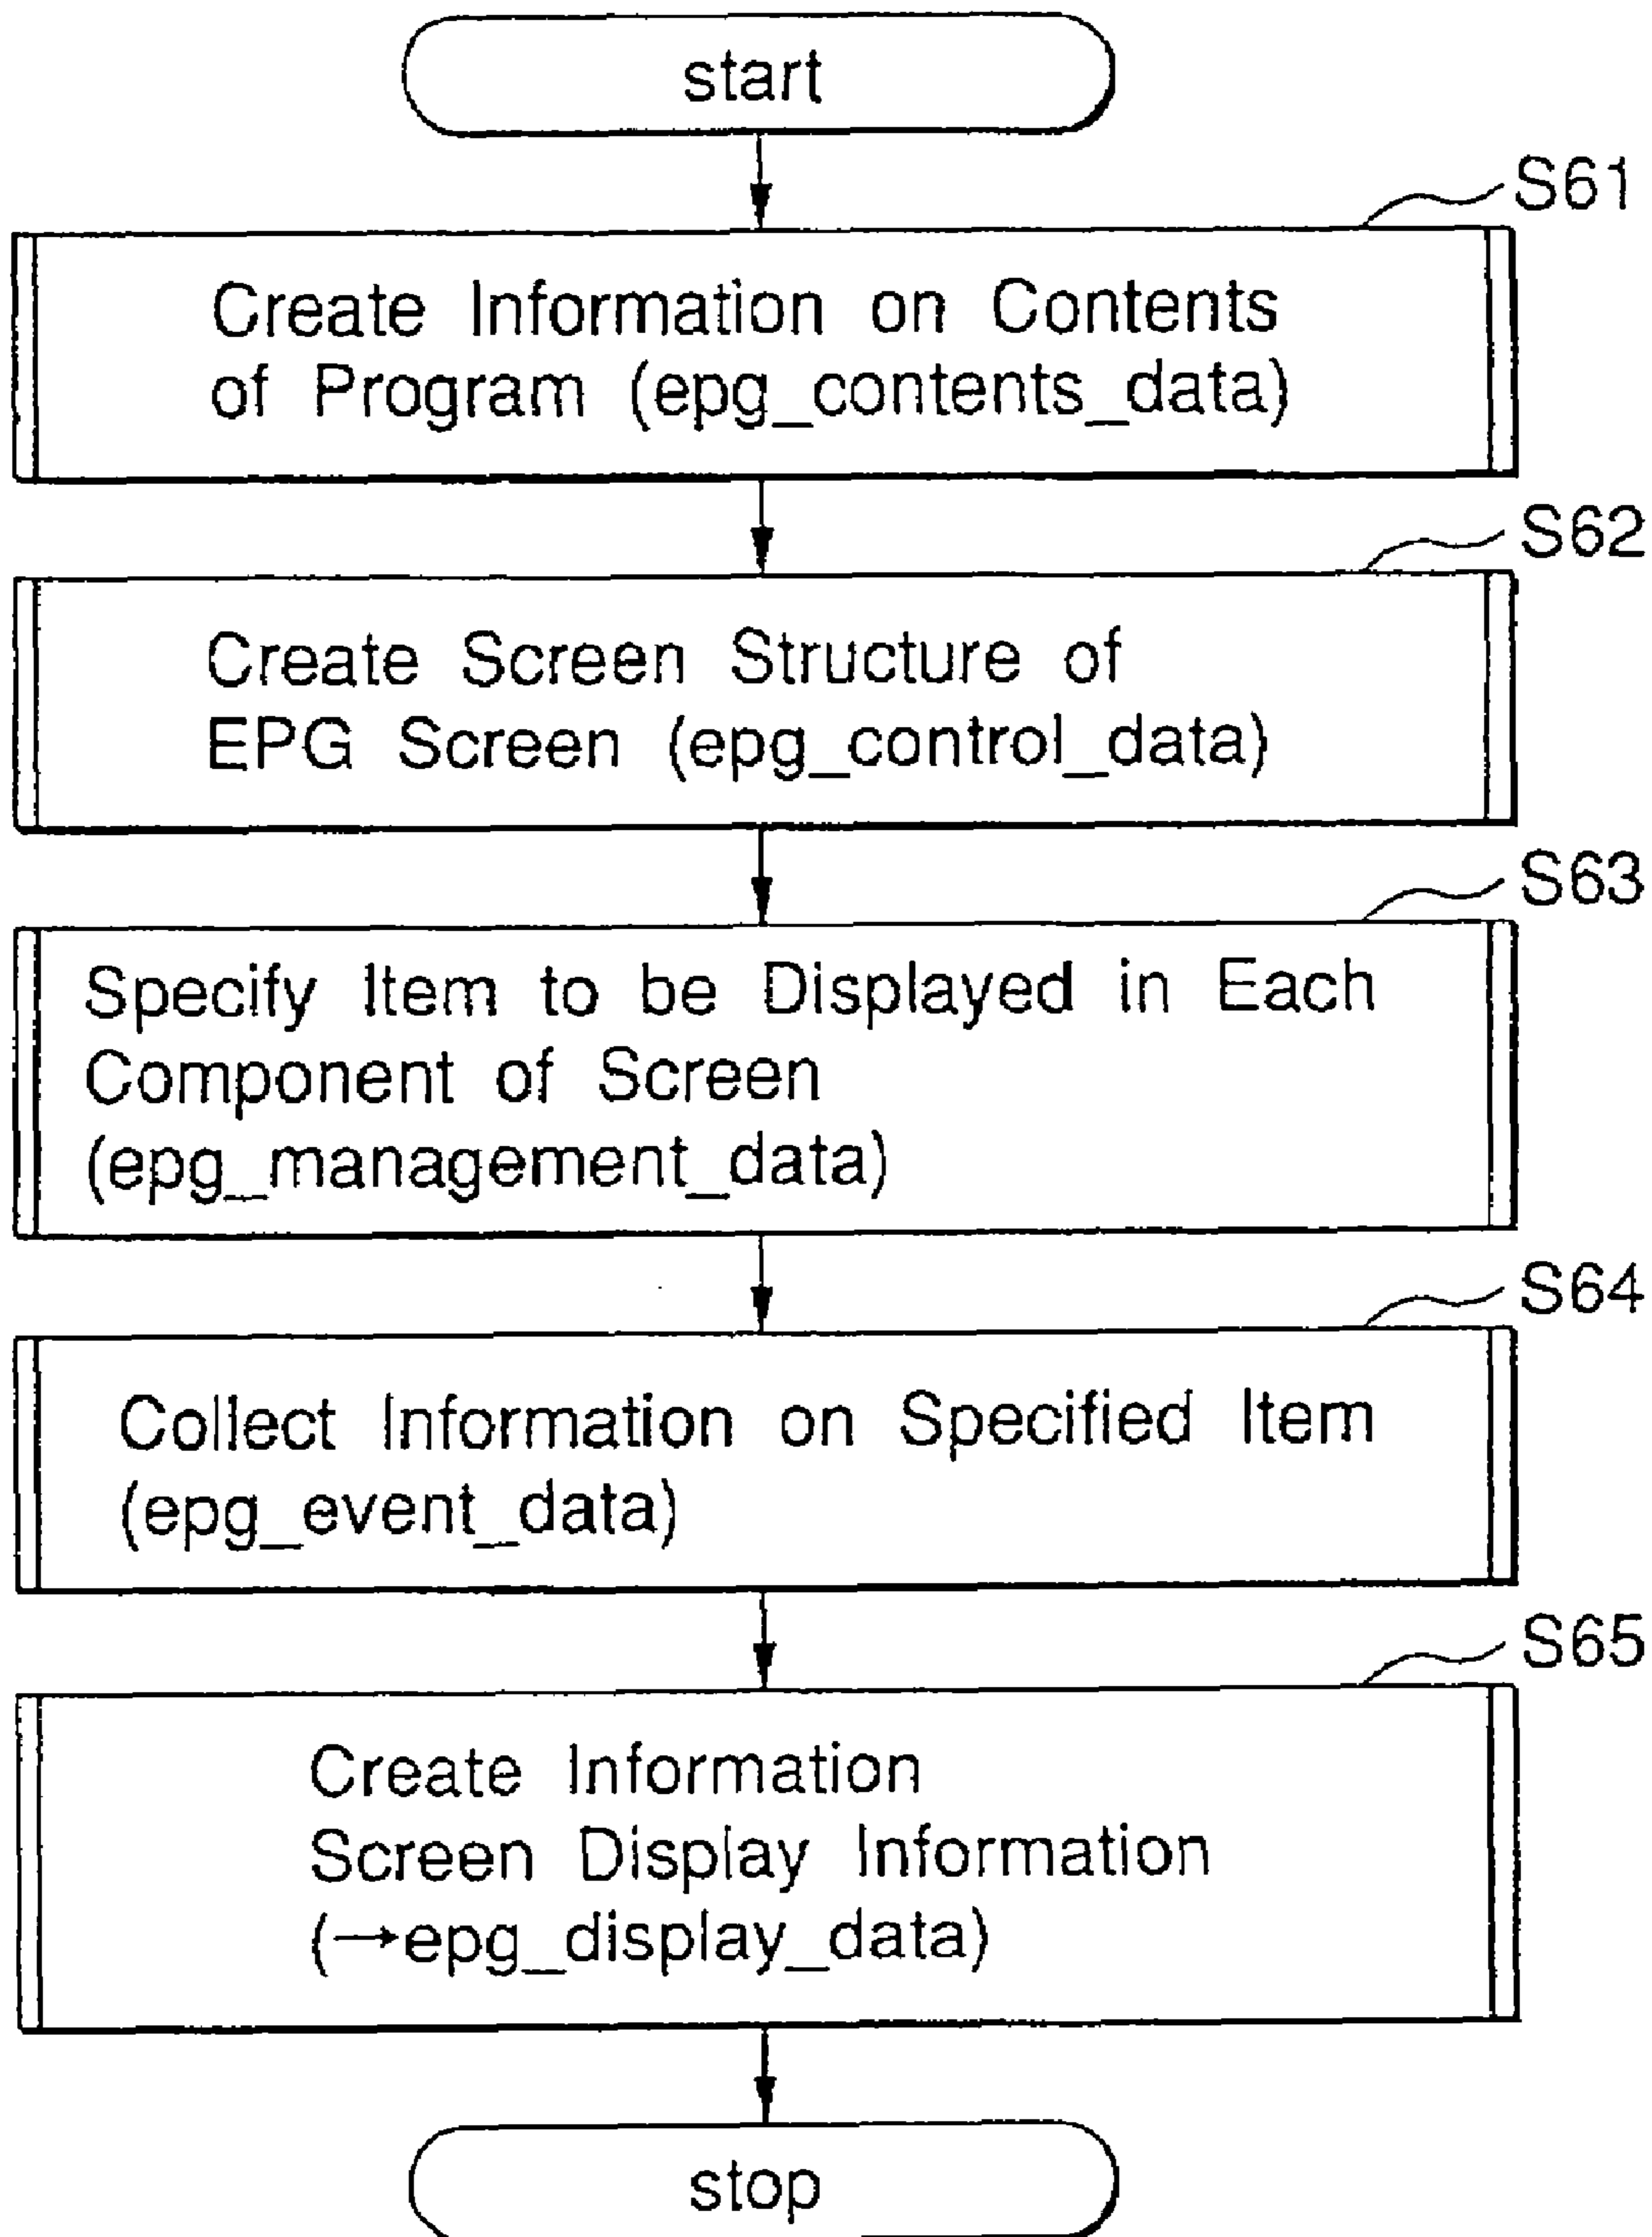 start
S61
Create Information on Contents
of Program (epg_contents_data)
S62
Create Screen Structure of
EPG Screen (epg_control_data)
S63
Specify Item to be Displayed in Each
Component of Screen
(epg_management_data)
S64
Collect Information on Specified Item
(epg_event_data)
S65
Create Information
Screen Display Information
(→epg_display_data)
stop